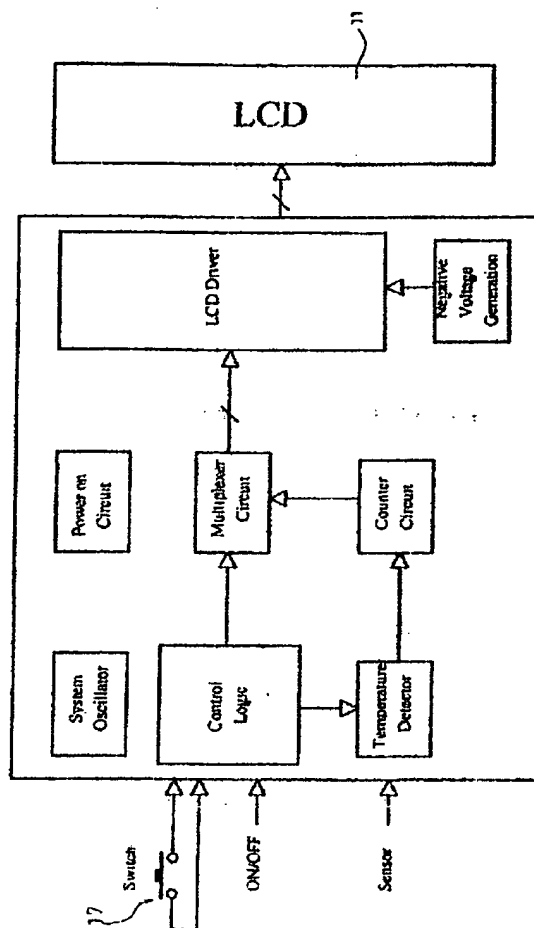 11
LCD
LCD Driver
Negative
Voltage
Generation
Power on
Circuit
Multiplexer
Circuit
Counter
Circuit
System
Oscillator
Control
Logic
Temperature
Detector
17
Switch
ON/OFF
Sensor